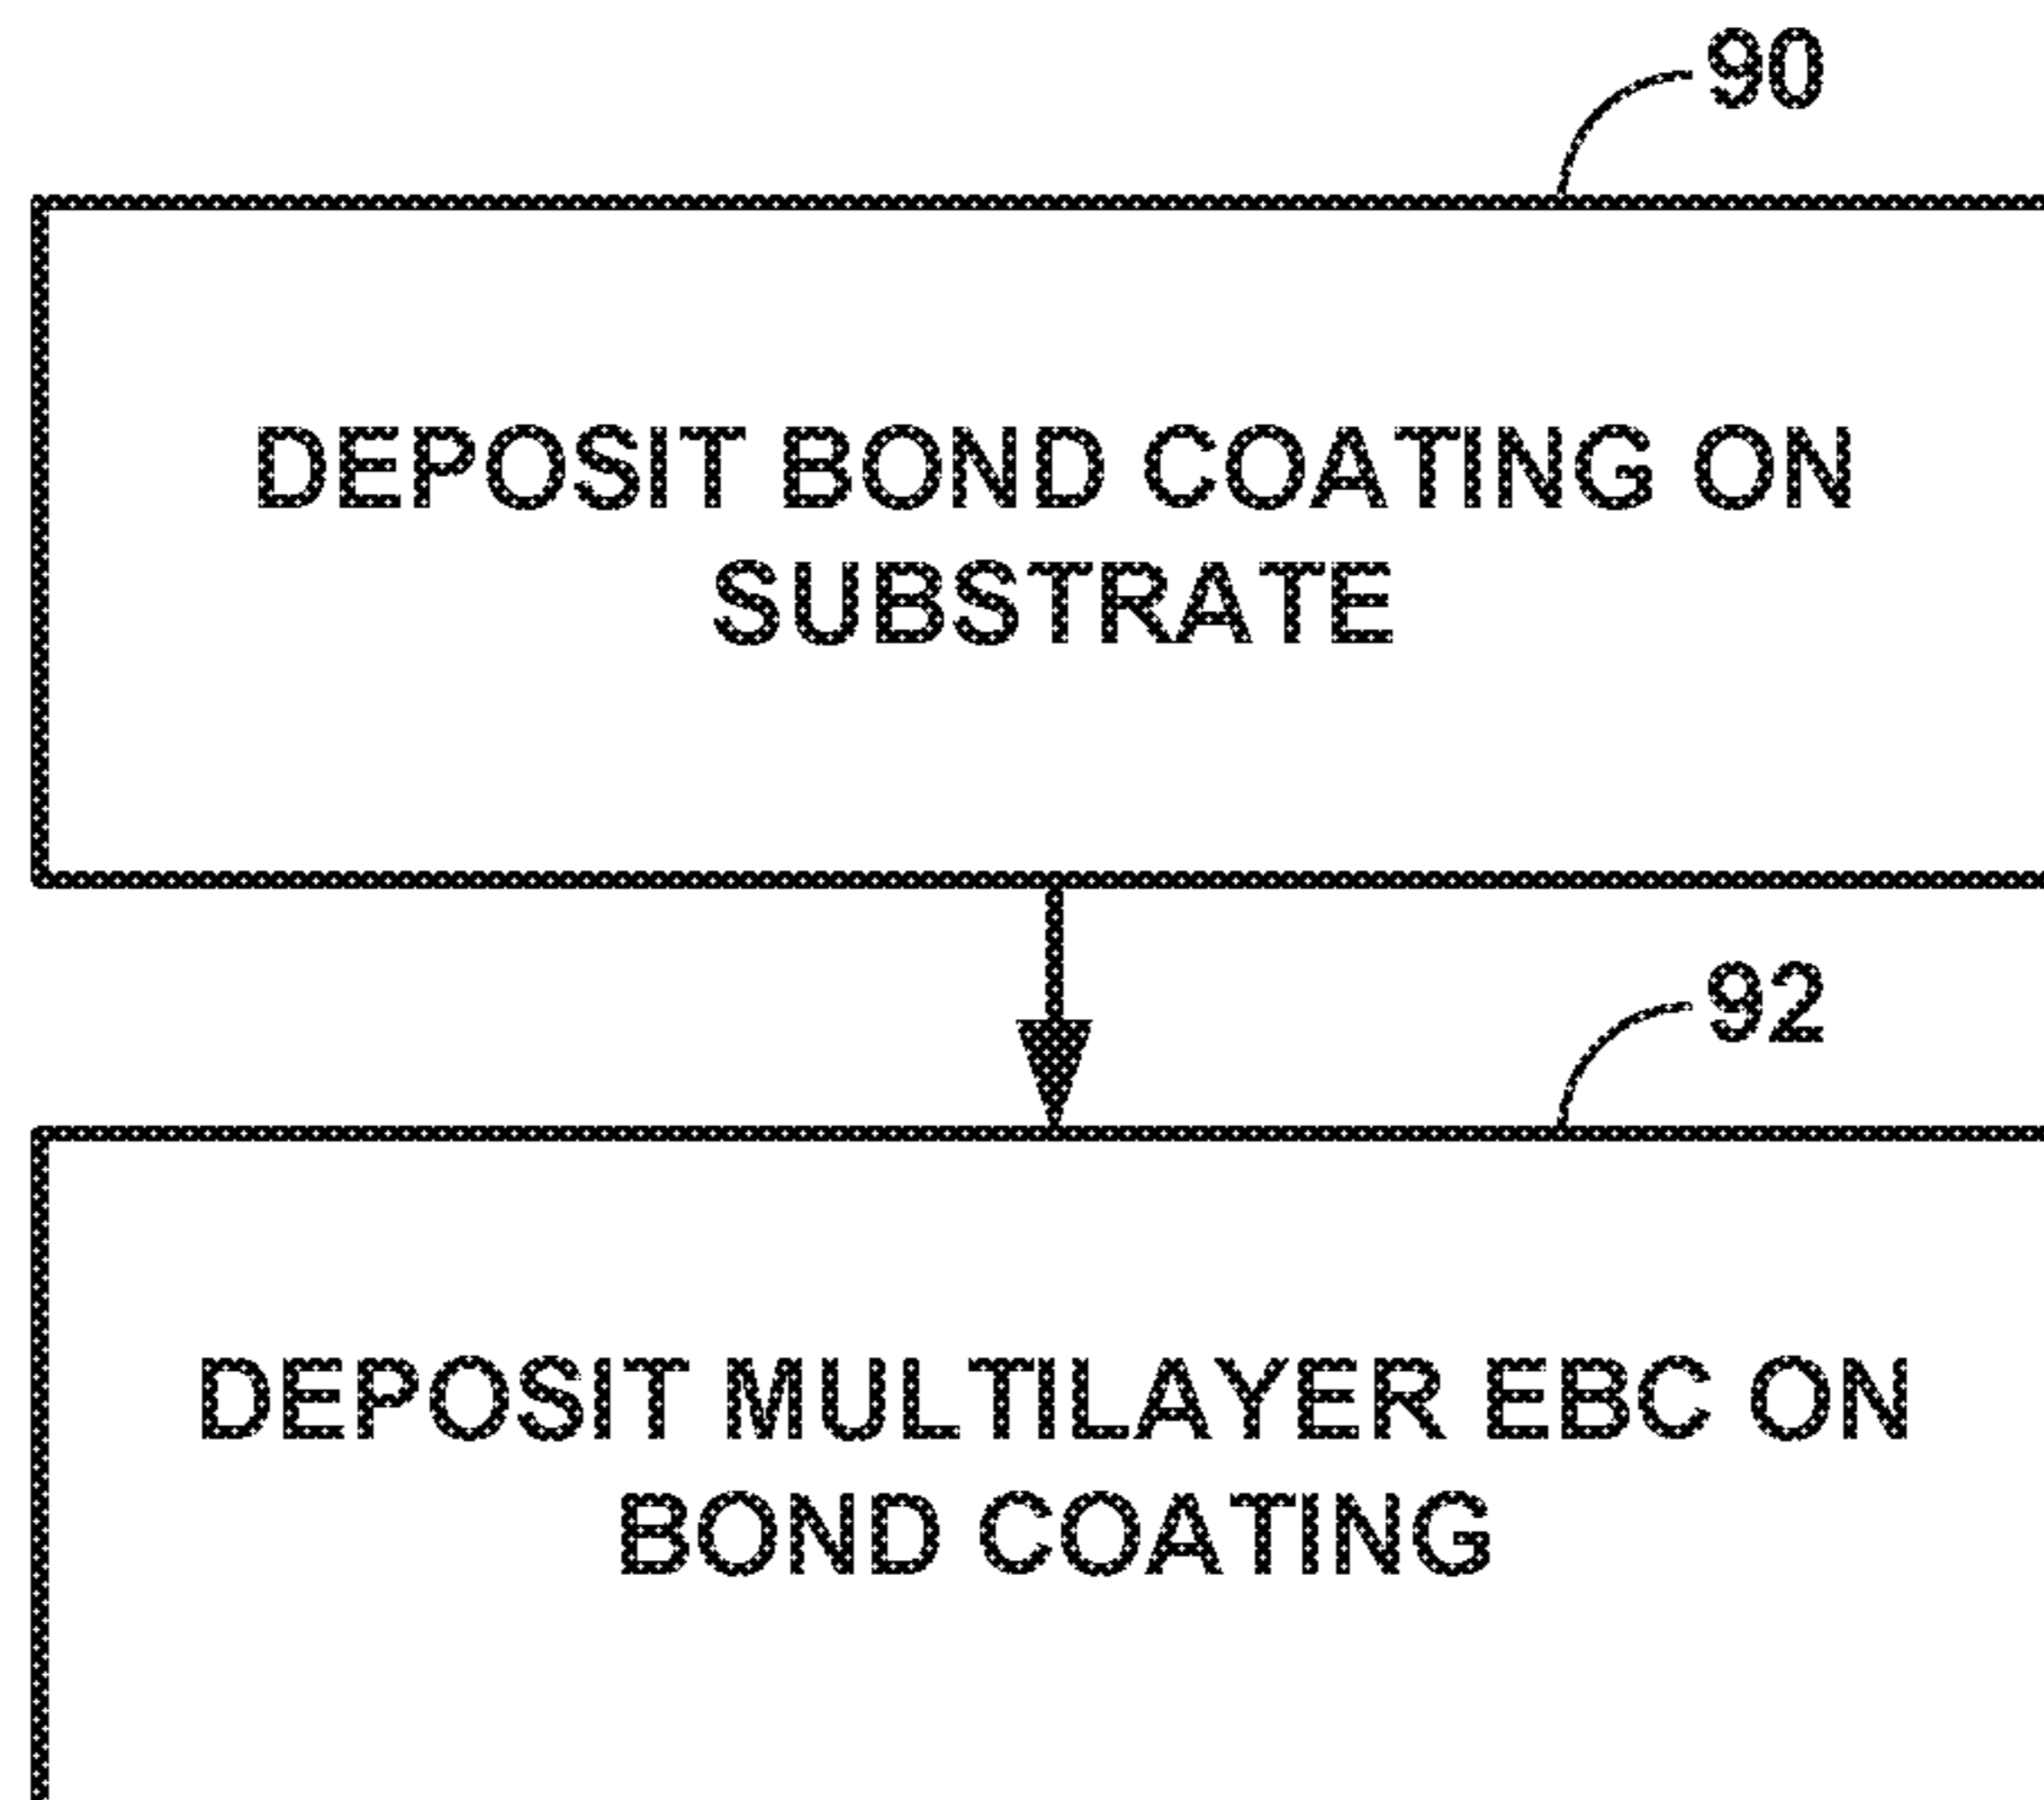 90
DEPOSIT BOND COATING ON
SUBSTRATE
92
DEPOSIT MULTILAYER EBC ON
BOND COATING